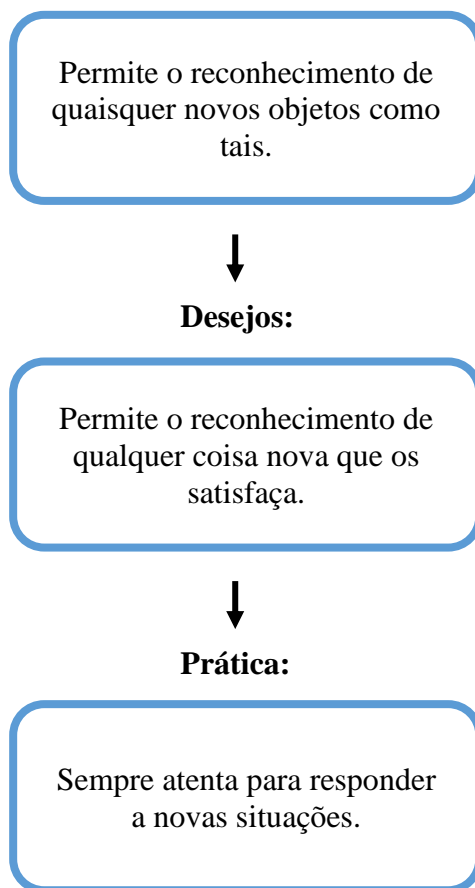 Permite o reconhecimento de
quaisquer novos objetos como
tais.
Desejos:
Permite o reconhecimento de
qualquer coisa nova que os
satisfaça.
Prática:
Sempre atenta para responder
a novas situações.